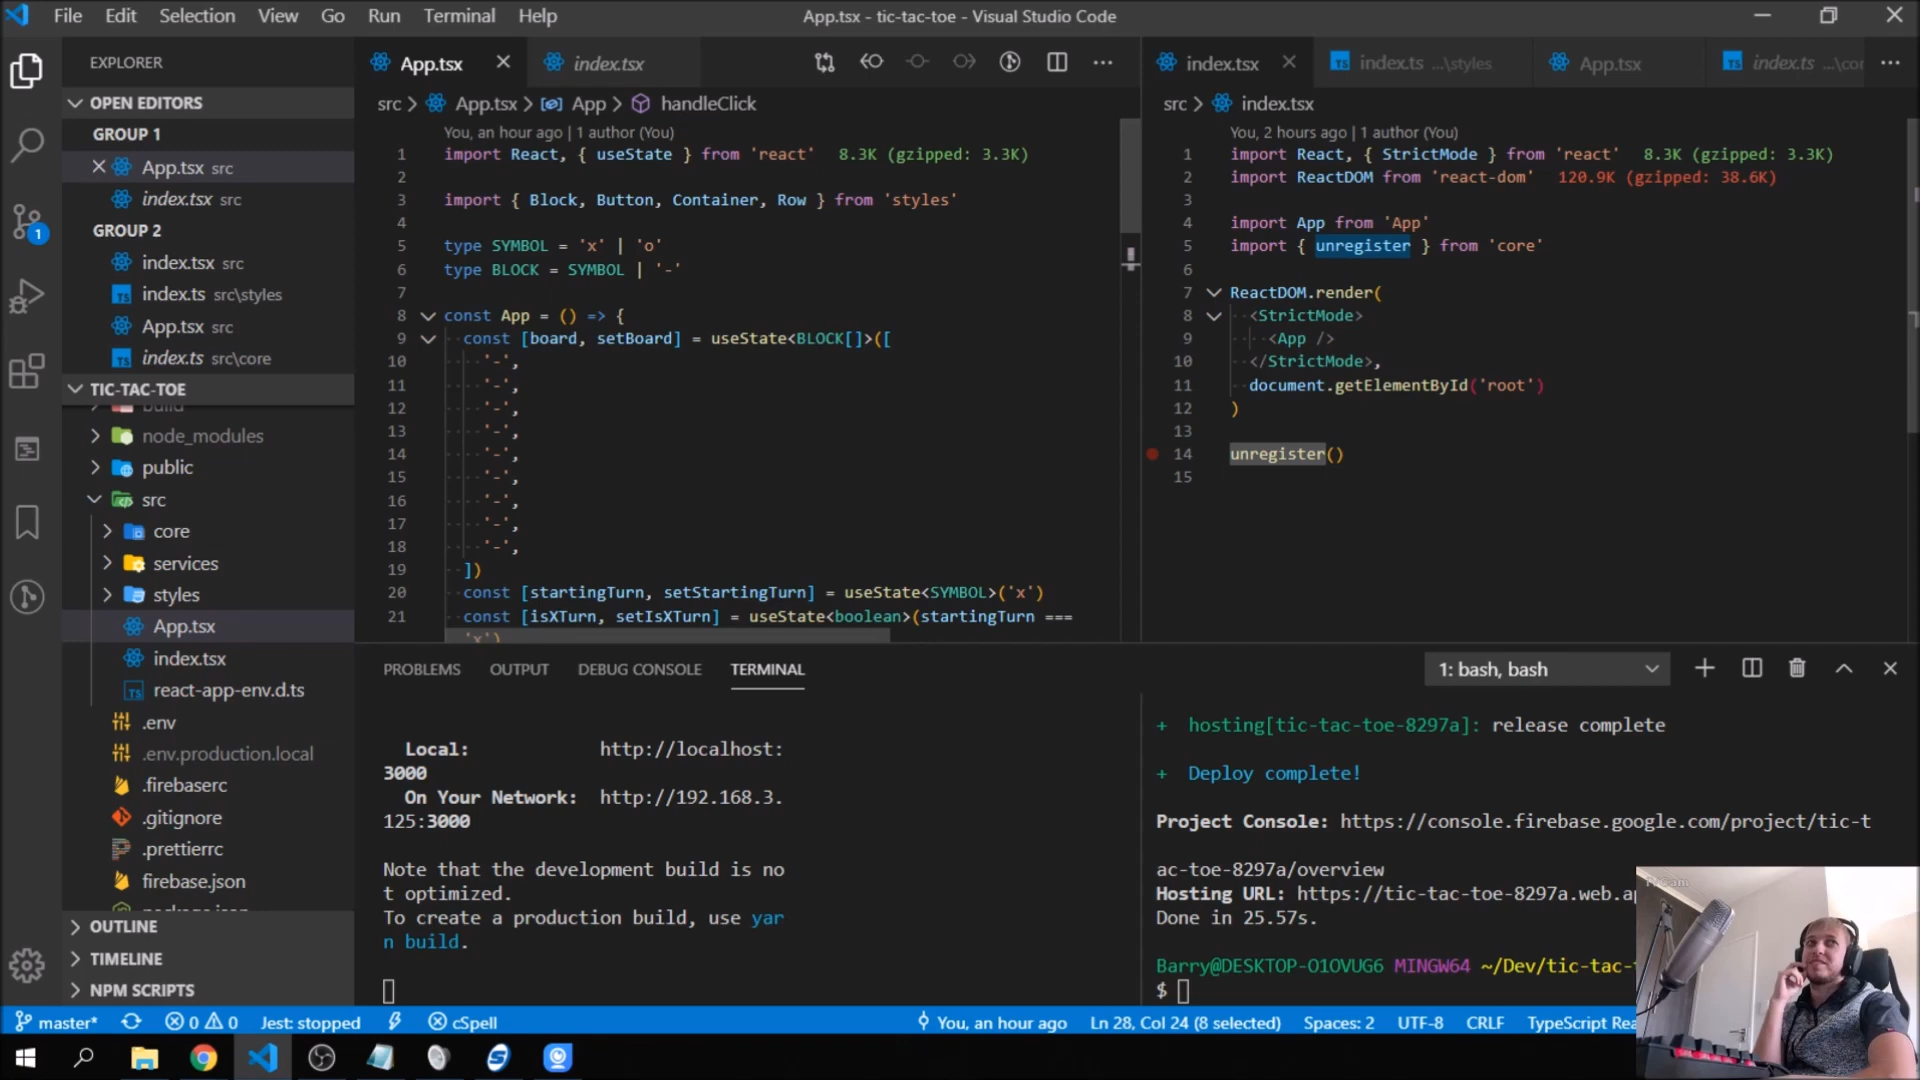 File Edit Selection View Go Run Terminal Help
App.tsx - tic-tac-toe - Visual Studio Code
EXPLORER
OPEN EDITORS
GROUP 1
App.tsx src
index.tsx src
GROUP 2
index.tsx src
index.ts src\styles
App.tsx src
index.ts src\core
TIC-TAC-TOE
build
node_modules
public
src
core
services
styles
App.tsx
index.tsx
react-app-env.d.ts
.env
.env.production.local
.firebaserc
.gitignore
.prettierrc
firebase.json
OUTLINE
TIMELINE
NPM SCRIPTS
App.tsx index.tsx
src > App.tsx > App > handleClick
You, an hour ago | 1 author (You)
1 import React, { useState } from 'react' 8.3K (gzipped: 3.3K)
2
3 import { Block, Button, Container, Row } from 'styles'
4
5 type SYMBOL = 'x' | 'o'
6 type BLOCK = SYMBOL | '-'
7
8 const App = () => {
9 const [board, setBoard] = useState<BLOCK[]>([
10 '-',
11 '-',
12 '-',
13 '-',
14 '-',
15 '-',
16 '-',
17 '-',
18 '-',
19 ])
20 const [startingTurn, setStartingTurn] = useState<SYMBOL>('x')
21 const [isXTurn, setIsXTurn] = useState<boolean>(startingTurn ===
'x')
index.tsx index.ts ...\styles App.tsx index.ts ...\cor
src > index.tsx
You, 2 hours ago | 1 author (You)
1 import React, { StrictMode } from 'react' 8.3K (gzipped: 3.3K)
2 import ReactDOM from 'react-dom' 120.9K (gzipped: 38.6K)
3
4 import App from 'App'
5 import { unregister } from 'core'
6
7 ReactDOM.render(
8 <StrictMode>
9 <App />
10 </StrictMode>,
11 document.getElementById('root')
12 )
13
14 unregister()
15
PROBLEMS OUTPUT DEBUG CONSOLE TERMINAL
1: bash, bash
Local: http://localhost:
3000
On Your Network: http://192.168.3.
125:3000
Note that the development build is no
t optimized.
To create a production build, use yar
n build.
+ hosting[tic-tac-toe-8297a]: release complete
+ Deploy complete!
Project Console: https://console.firebase.google.com/project/tic-t
ac-toe-8297a/overview
Hosting URL: https://tic-tac-toe-8297a.web.ap
Done in 25.57s.
Barry@DESKTOP-O1OVUG6 MINGW64 ~/Dev/tic-tac-
$
1
master* 0 0 Jest: stopped cSpell
You, an hour ago Ln 28, Col 24 (8 selected) Spaces: 2 UTF-8 CRLF TypeScript Rea